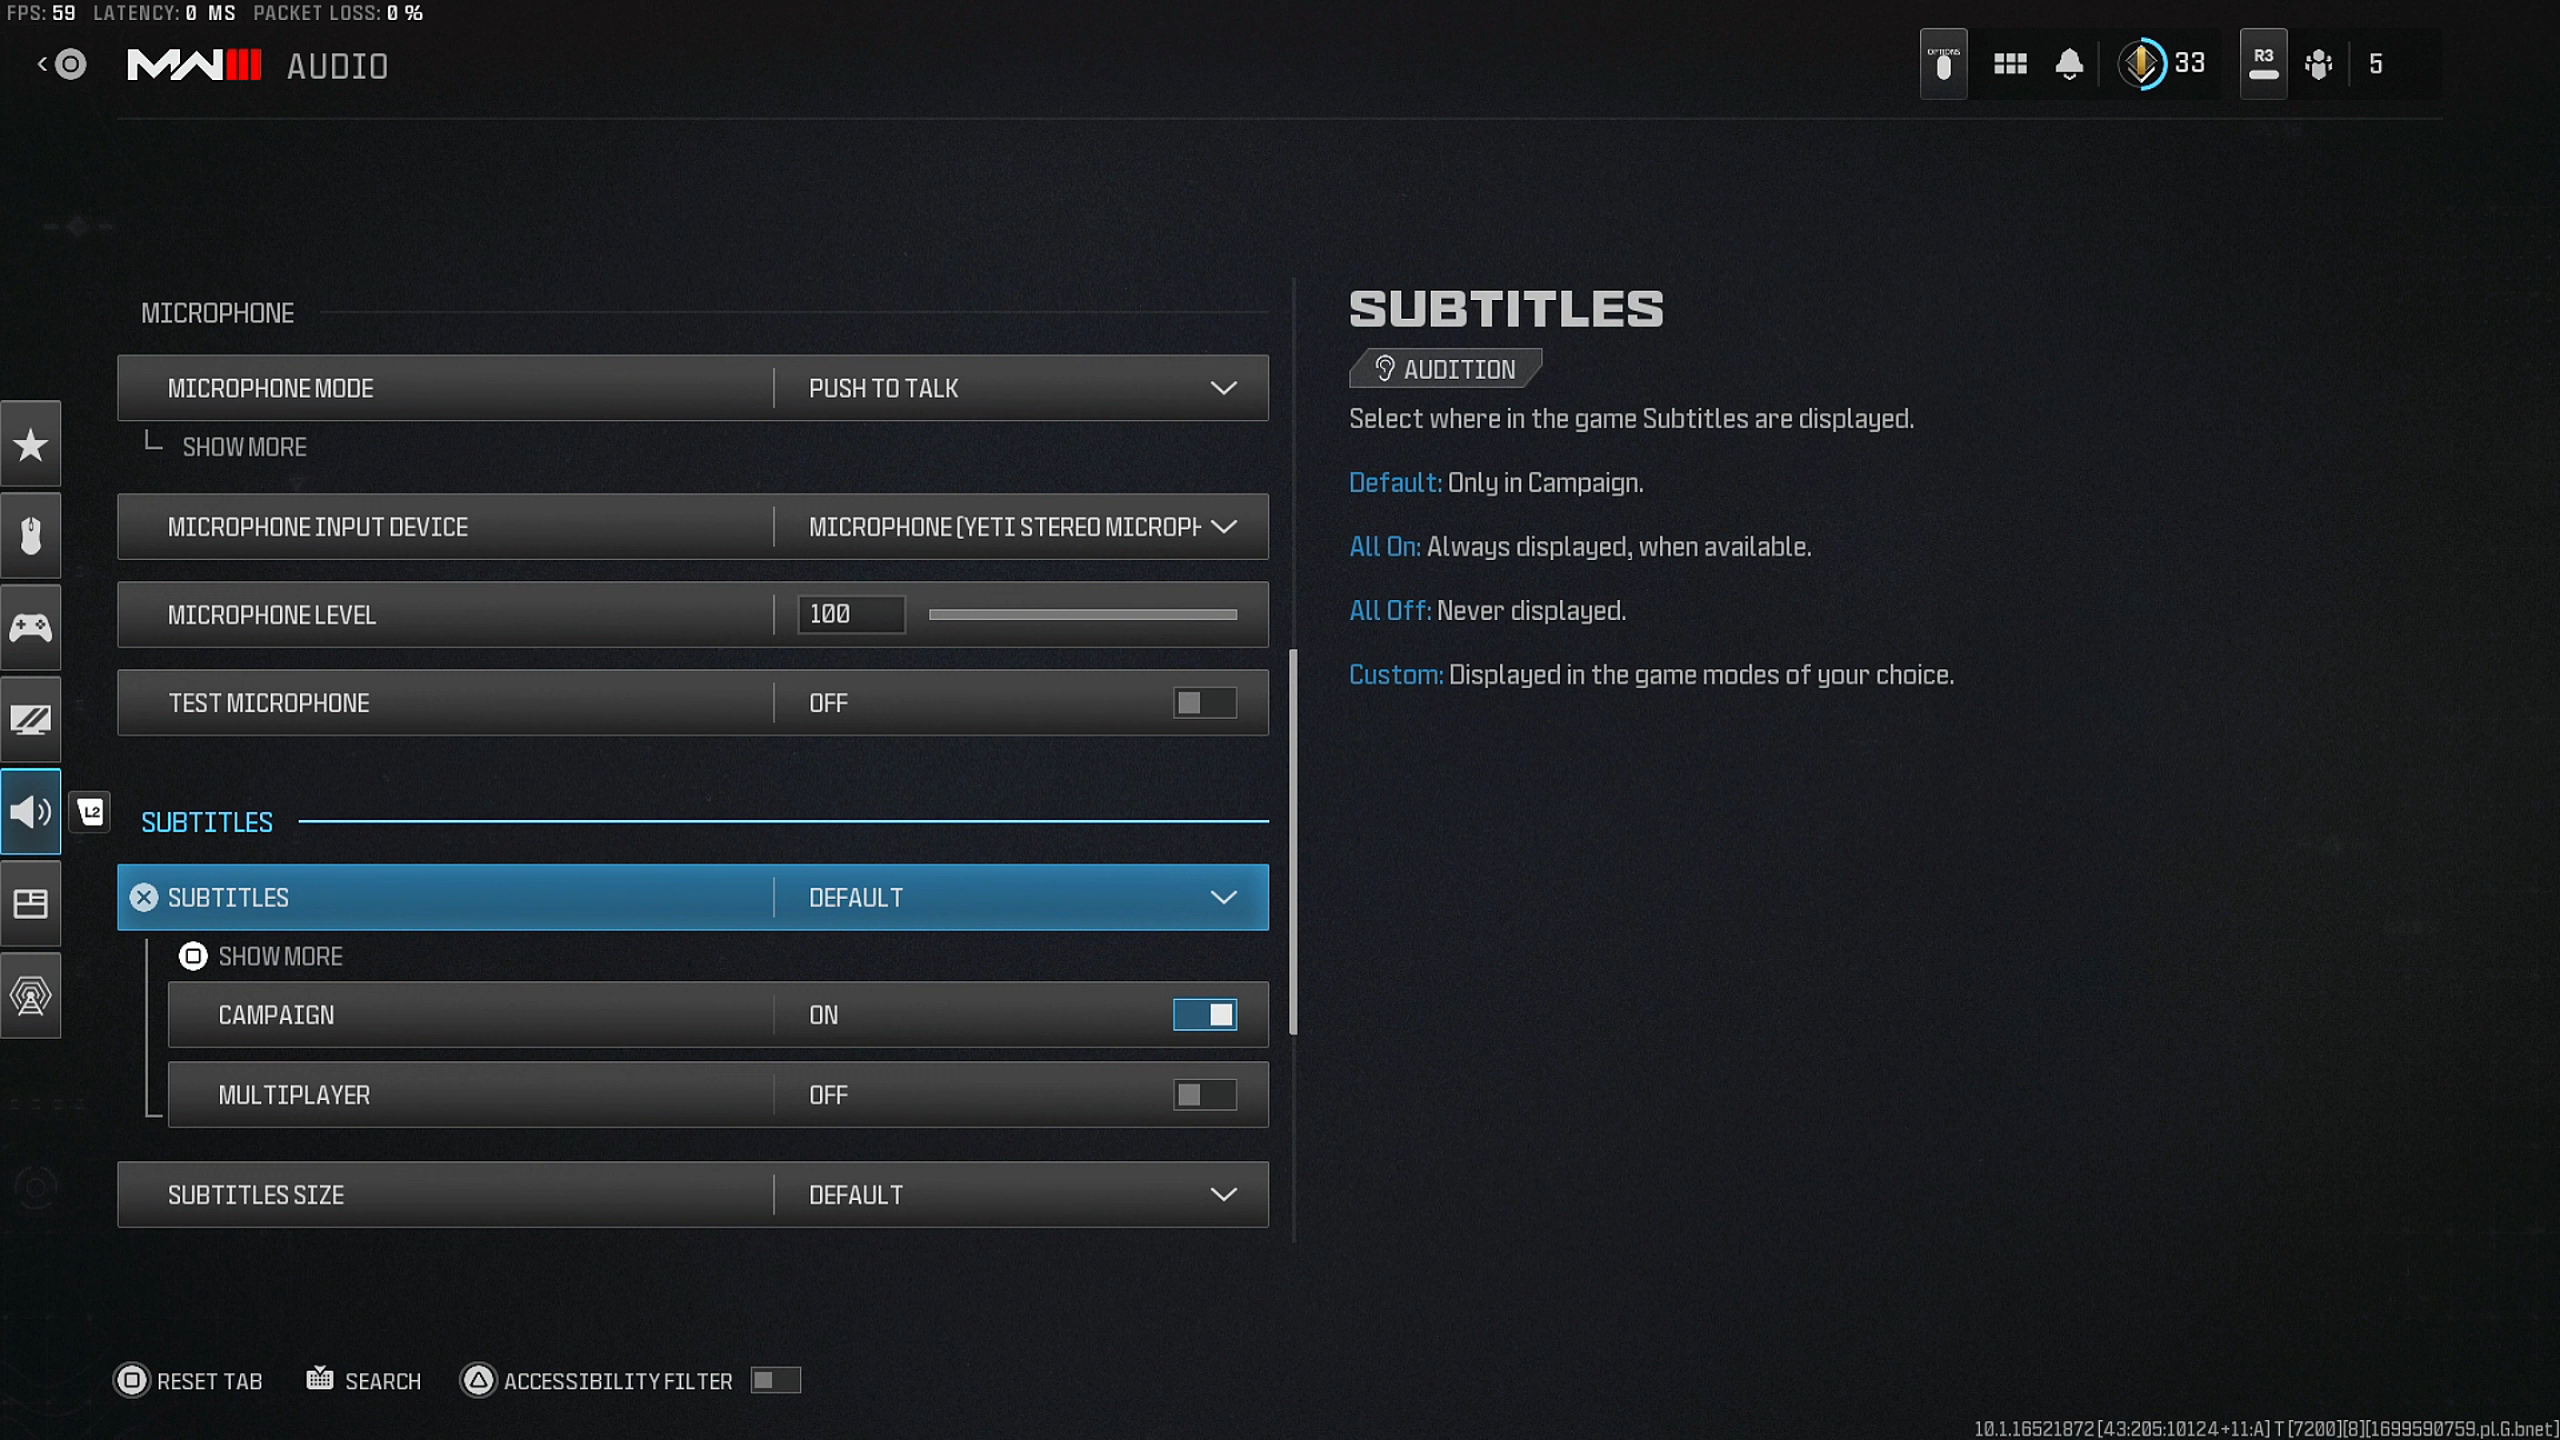 FPS: 59 LATENCY: 0 MS PACKET LOSS: 0 %
MWIII AUDIO
OPTIONS
33
R3
5
MICROPHONE
MICROPHONE MODE PUSH TO TALK
SHOW MORE
MICROPHONE INPUT DEVICE MICROPHONE (YETI STEREO MICROPH
MICROPHONE LEVEL 100
TEST MICROPHONE OFF
L2
SUBTITLES
SUBTITLES DEFAULT
SHOW MORE
CAMPAIGN ON
MULTIPLAYER OFF
SUBTITLES SIZE DEFAULT
SUBTITLES
AUDITION
Select where in the game Subtitles are displayed.
Default: Only in Campaign.
All On: Always displayed, when available.
All Off: Never displayed.
Custom: Displayed in the game modes of your choice.
RESET TAB SEARCH ACCESSIBILITY FILTER
10.1.16521872 [43:205:10124+11:A] T [7200][8][1699590759.pl.G.bnet]